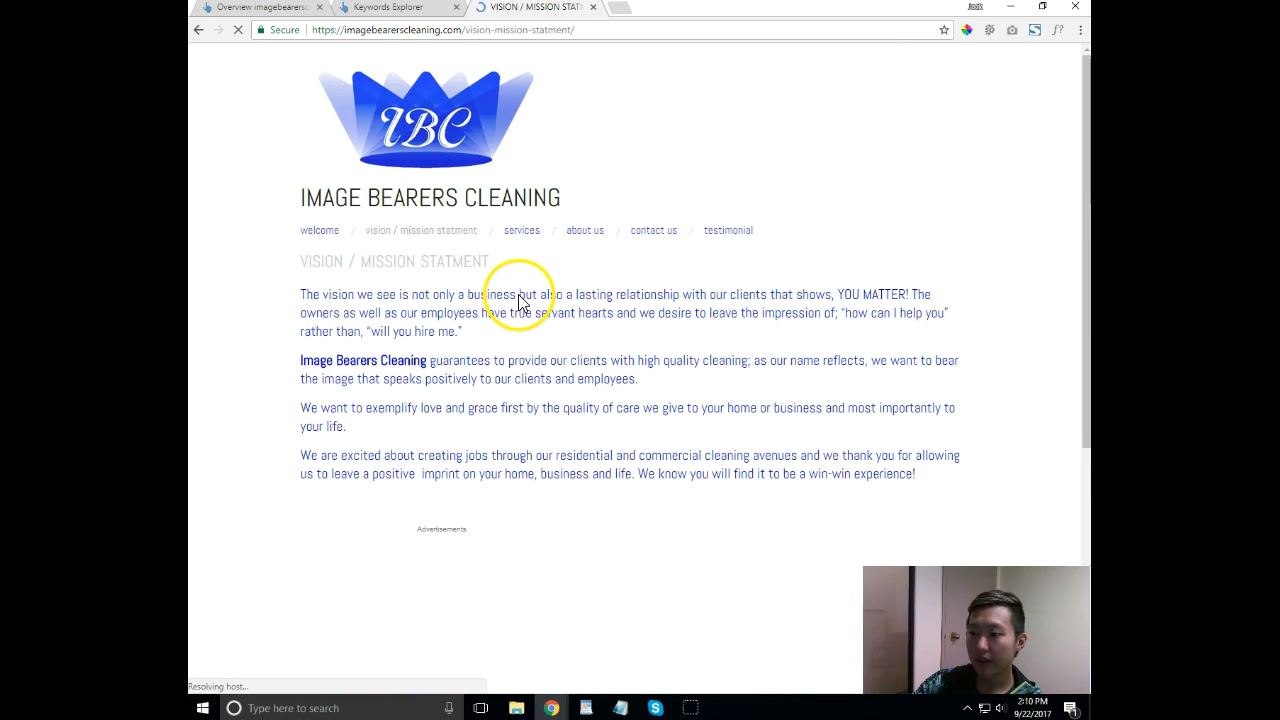 Overview imagebearersc
Keywords Explorer
VISION / MISSION STATM
Secure
https://imagebearerscleaning.com/vision-mission-statment/
IBC
IMAGE BEARERS CLEANING
welcome / vision / mission statment / services / about us / contact us / testimonial
VISION / MISSION STATMENT
The vision we see is not only a business but also a lasting relationship with our clients that shows, YOU MATTER! The
owners as well as our employees have true servant hearts and we desire to leave the impression of; “how can I help you”
rather than, “will you hire me.”
Image Bearers Cleaning guarantees to provide our clients with high quality cleaning; as our name reflects, we want to bear
the image that speaks positively to our clients and employees.
We want to exemplify love and grace first by the quality of care we give to your home or business and most importantly to
your life.
We are excited about creating jobs through our residential and commercial cleaning avenues and we thank you for allowing
us to leave a positive imprint on your home, business and life. We know you will find it to be a win-win experience!
Advertisements
Resolving host...
Type here to search
2:10 PM
9/22/2017